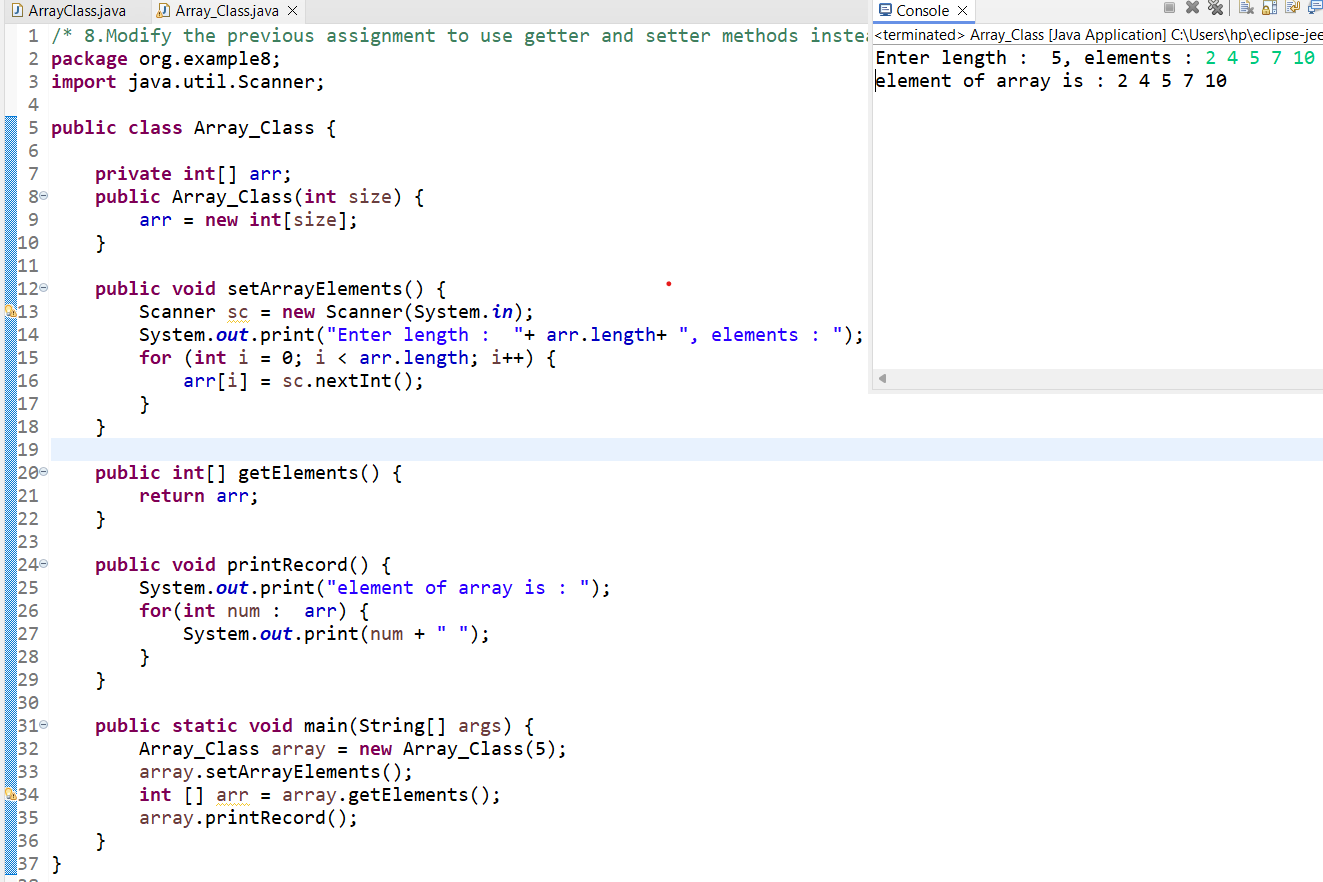 ArrayClass.java Array_Class.java
1 /* 8.Modify the previous assignment to use getter and setter methods
2 package org.example8;
3 import java.util.Scanner;
4
5 public class Array_Class {
6
7 private int[] arr;
8 public Array_Class(int size) {
9 arr = new int[size];
10 }
11
12 public void setArrayElements() {
13 Scanner sc = new Scanner(System.in);
14 System.out.print("Enter length :  "+ arr.length+ ", elements : ");
15 for (int i = 0; i < arr.length; i++) {
16 arr[i] = sc.nextInt();
17 }
18 }
19
20 public int[] getElements() {
21 return arr;
22 }
23
24 public void printRecord() {
25 System.out.print("element of array is : ");
26 for(int num :  arr) {
27 System.out.print(num + " ");
28 }
29 }
30
31 public static void main(String[] args) {
32 Array_Class array = new Array_Class(5);
33 array.setArrayElements();
34 int [] arr = array.getElements();
35 array.printRecord();
36 }
37 }
Console
<terminated> Array_Class [Java Application] C:\Users\hp\eclipse-jee
Enter length :  5, elements : 2 4 5 7 10
element of array is : 2 4 5 7 10